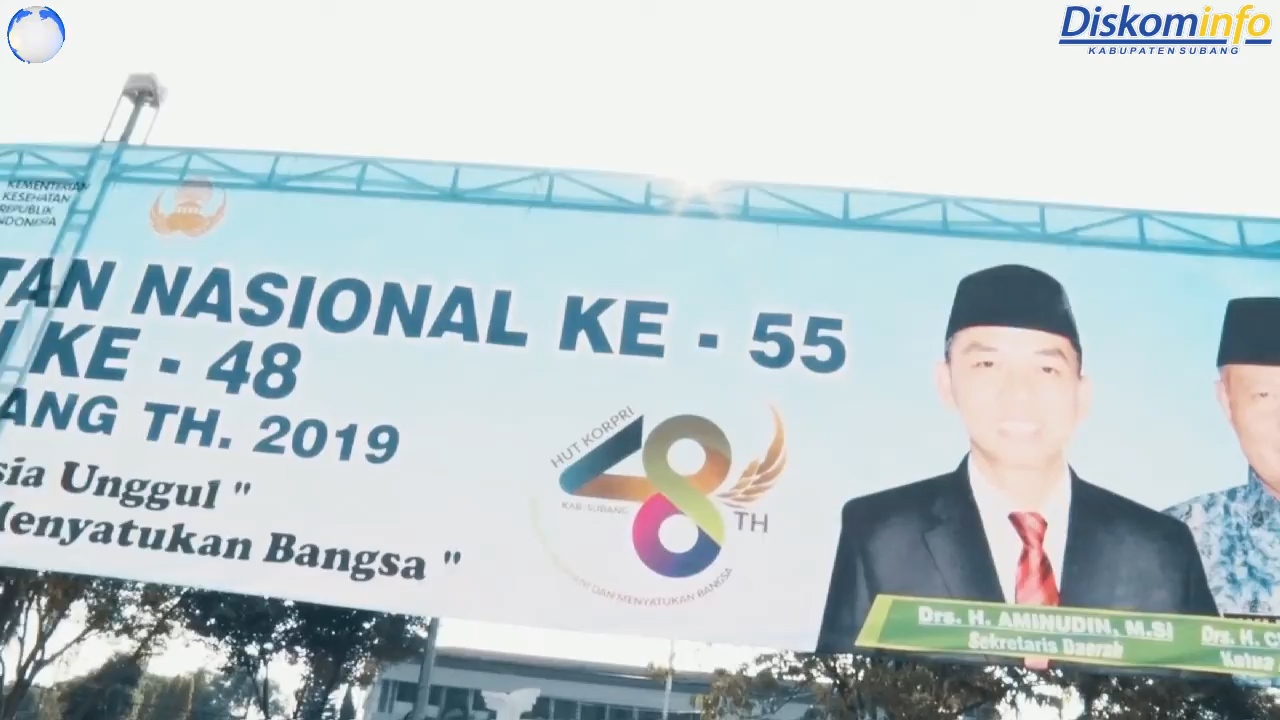 Diskominfo
KABUPATEN SUBANG
KEMENTERIAN
KESEHATAN
REPUBLIK
INDONESIA
TAN NASIONAL KE - 55
KE - 48
ANG TH. 2019
sia Unggul "
Menyatukan Bangsa "
HUT KORPRI
48
KAB. SUBANG
TH
DAN MENYATUKAN BANGSA
Drs. H. AMINUDIN, M.Si
Sekretaris Daerah
Drs. H. C
Ketua